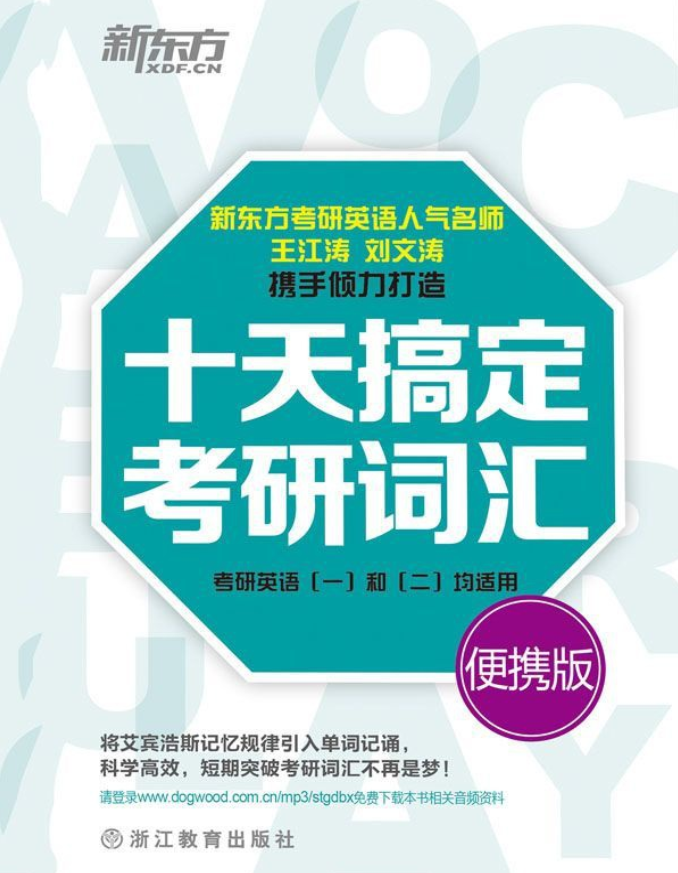 新东方
XDF.CN
新东方考研英语人气名师
王江涛 刘文涛
携手倾力打造
十天搞定
考研词汇
考研英语〔一〕和〔二〕均适用
便携版
将艾宾浩斯记忆规律引入单词记诵，
科学高效，短期突破考研词汇不再是梦！
请登录www.dogwood.com.cn/mp3/stgdbx免费下载本书相关音频资料
浙江教育出版社